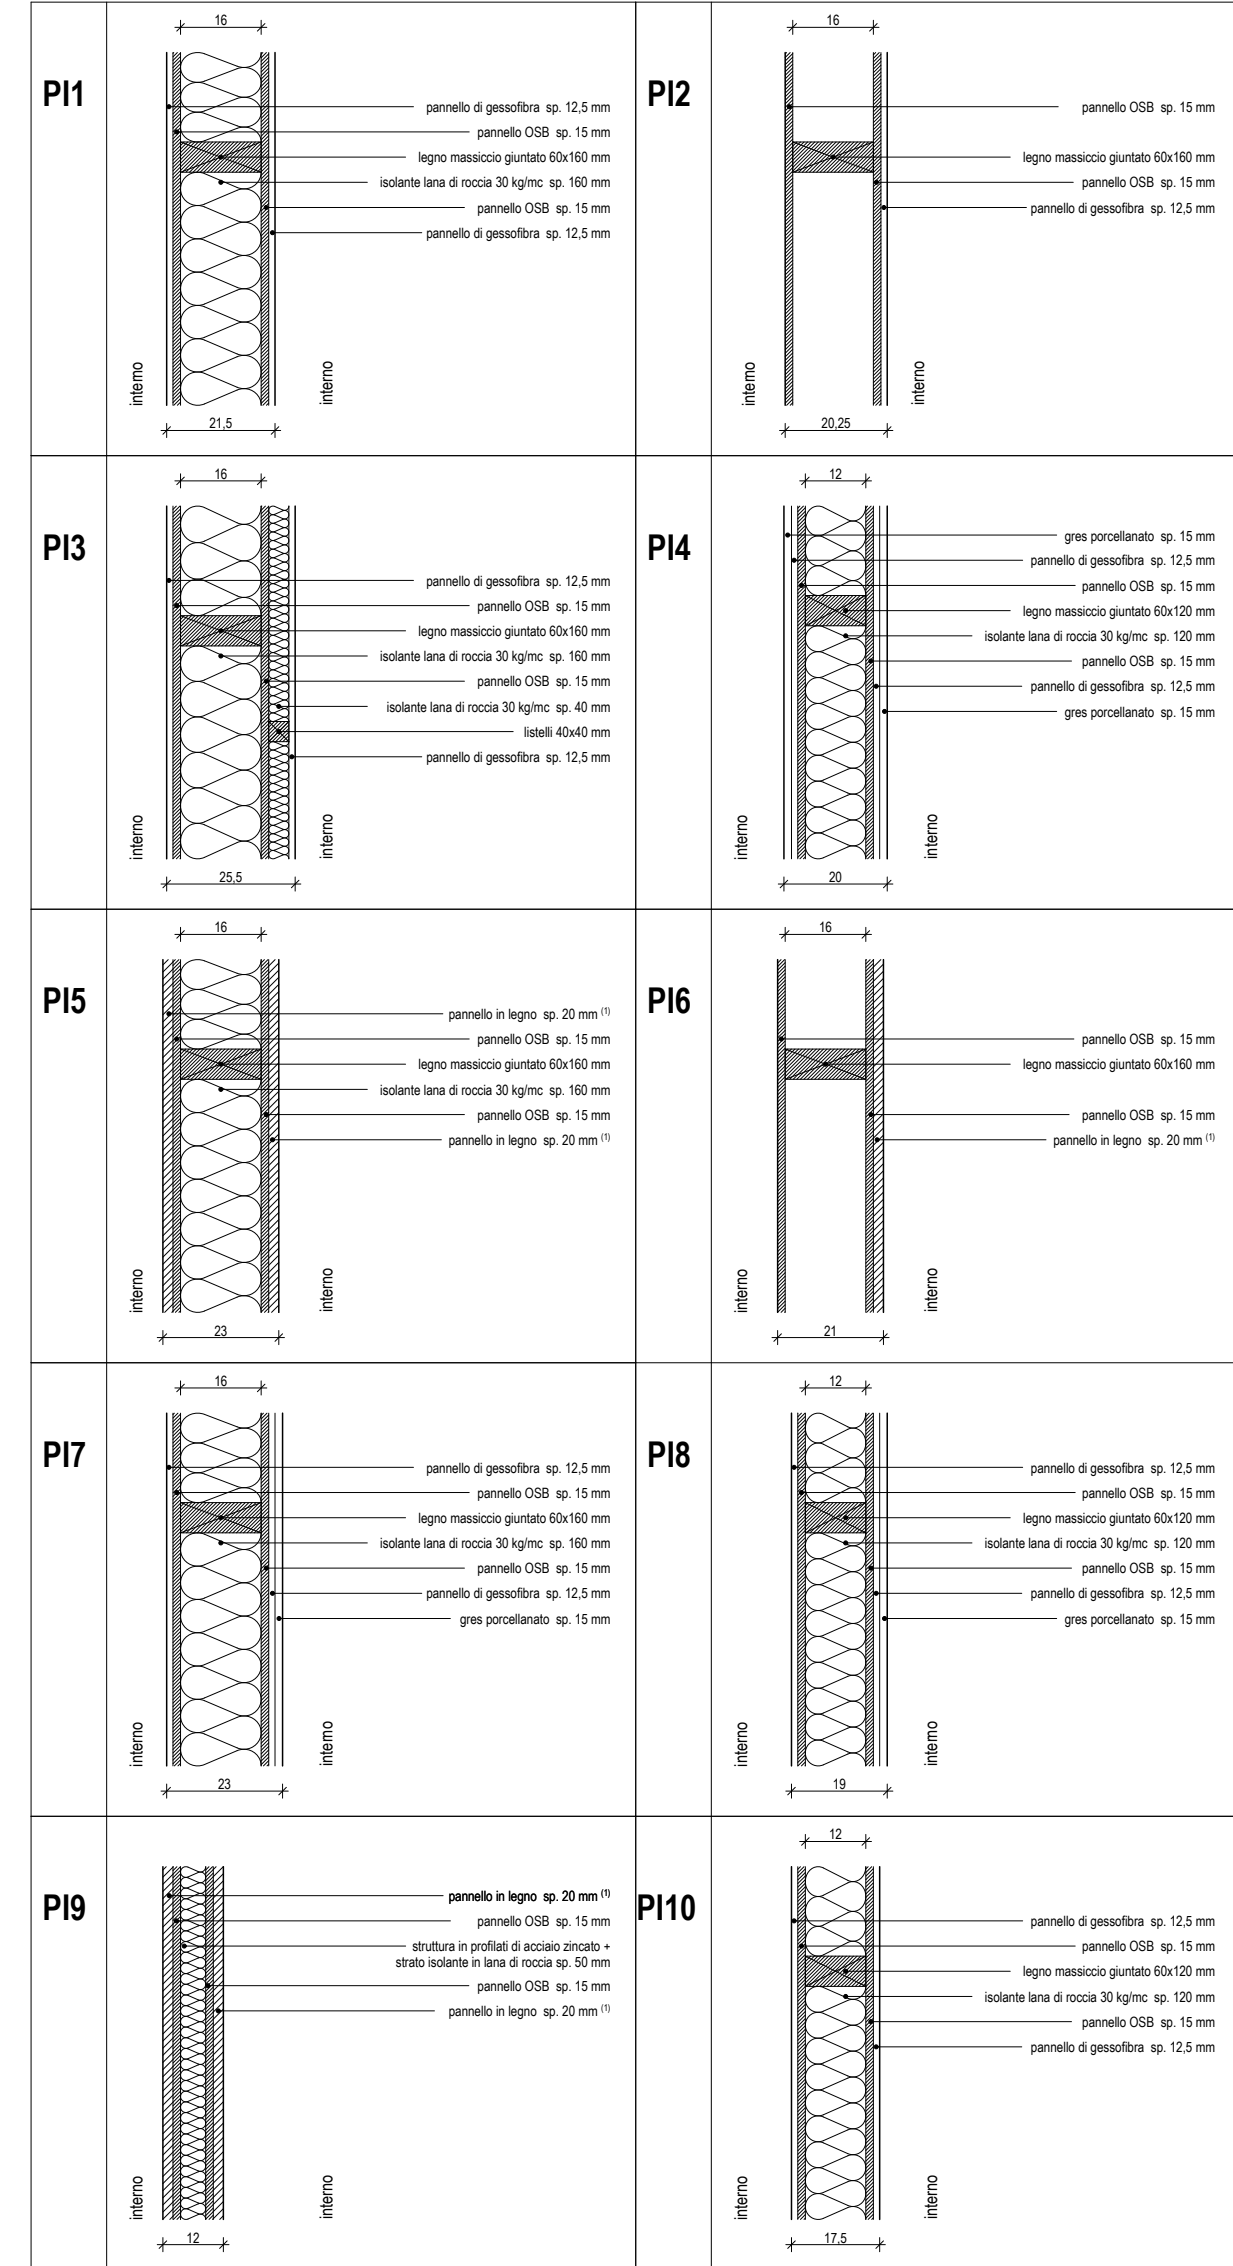 PI1
16
pannello di gessofibra sp. 12,5 mm
pannello OSB sp. 15 mm
legno massiccio giuntato 60x160 mm
isolante lana di roccia 30 kg/mc sp. 160 mm
pannello OSB sp. 15 mm
pannello di gessofibra sp. 12,5 mm
interno
interno
21,5
PI2
16
pannello OSB sp. 15 mm
legno massiccio giuntato 60x160 mm
pannello OSB sp. 15 mm
pannello di gessofibra sp. 12,5 mm
interno
interno
20,25
PI3
16
pannello di gessofibra sp. 12,5 mm
pannello OSB sp. 15 mm
legno massiccio giuntato 60x160 mm
isolante lana di roccia 30 kg/mc sp. 160 mm
pannello OSB sp. 15 mm
isolante lana di roccia 30 kg/mc sp. 40 mm
listelli 40x40 mm
pannello di gessofibra sp. 12,5 mm
interno
interno
25,5
PI4
12
gres porcellanato sp. 15 mm
pannello di gessofibra sp. 12,5 mm
pannello OSB sp. 15 mm
legno massiccio giuntato 60x120 mm
isolante lana di roccia 30 kg/mc sp. 120 mm
pannello OSB sp. 15 mm
pannello di gessofibra sp. 12,5 mm
gres porcellanato sp. 15 mm
interno
interno
20
PI5
16
pannello in legno sp. 20 mm (1)
pannello OSB sp. 15 mm
legno massiccio giuntato 60x160 mm
isolante lana di roccia 30 kg/mc sp. 160 mm
pannello OSB sp. 15 mm
pannello in legno sp. 20 mm (1)
interno
interno
23
PI6
16
pannello OSB sp. 15 mm
legno massiccio giuntato 60x160 mm
pannello OSB sp. 15 mm
pannello in legno sp. 20 mm (1)
interno
interno
21
PI7
16
pannello di gessofibra sp. 12,5 mm
pannello OSB sp. 15 mm
legno massiccio giuntato 60x160 mm
isolante lana di roccia 30 kg/mc sp. 160 mm
pannello OSB sp. 15 mm
pannello di gessofibra sp. 12,5 mm
gres porcellanato sp. 15 mm
interno
interno
23
PI8
12
pannello di gessofibra sp. 12,5 mm
pannello OSB sp. 15 mm
legno massiccio giuntato 60x120 mm
isolante lana di roccia 30 kg/mc sp. 120 mm
pannello OSB sp. 15 mm
pannello di gessofibra sp. 12,5 mm
gres porcellanato sp. 15 mm
interno
interno
19
PI9
pannello in legno sp. 20 mm (1)
pannello OSB sp. 15 mm
struttura in profilati di acciaio zincato +
strato isolante in lana di roccia sp. 50 mm
pannello OSB sp. 15 mm
pannello in legno sp. 20 mm (1)
interno
interno
12
PI10
12
pannello di gessofibra sp. 12,5 mm
pannello OSB sp. 15 mm
legno massiccio giuntato 60x120 mm
isolante lana di roccia 30 kg/mc sp. 120 mm
pannello OSB sp. 15 mm
pannello di gessofibra sp. 12,5 mm
interno
interno
17,5